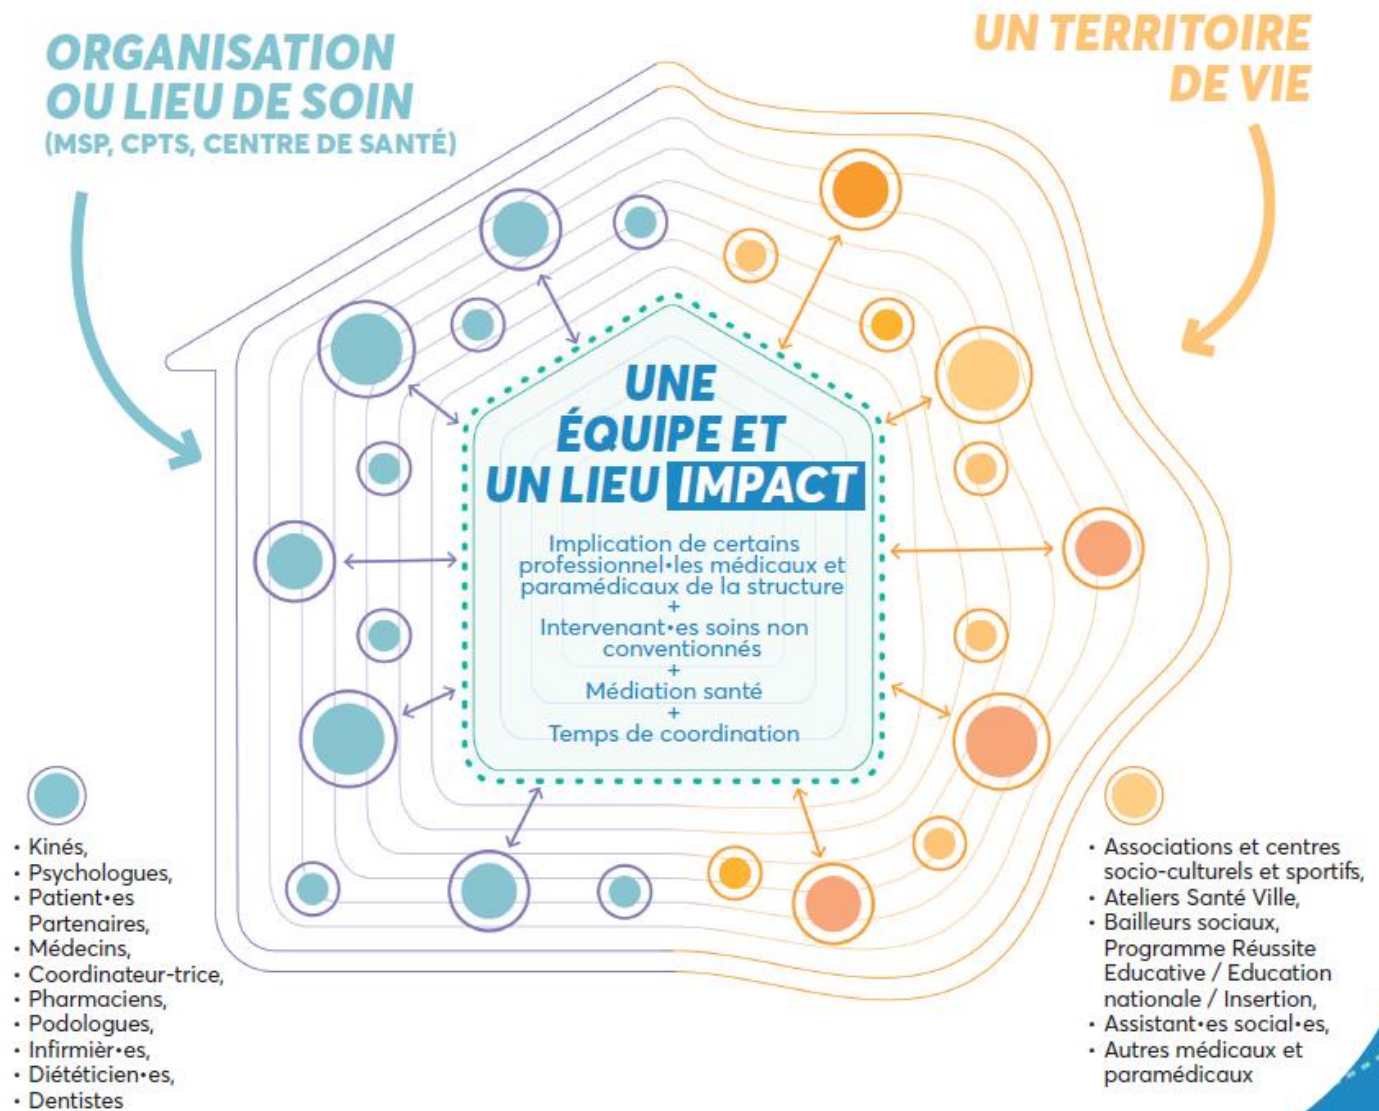 ORGANISATION
OU LIEU DE SOIN
(MSP, CPTS, CENTRE DE SANTÉ)
UN TERRITOIRE
DE VIE
UNE
ÉQUIPE ET
UN LIEU IMPACT
Implication de certains
professionnel•les médicaux et
paramédicaux de la structure
+
Intervenant•es soins non
conventionnés
+
Médiation santé
+
Temps de coordination
• Kinés,
• Psychologues,
• Patient•es
Partenaires,
• Médecins,
• Coordinateur-trice,
• Pharmaciens,
• Podologues,
• Infirmièr•es,
• Diététicien•es,
• Dentistes
• Associations et centres
socio-culturels et sportifs,
• Ateliers Santé Ville,
• Bailleurs sociaux,
Programme Réussite
Educative / Education
nationale / Insertion,
• Assistant•es social•es,
• Autres médicaux et
paramédicaux